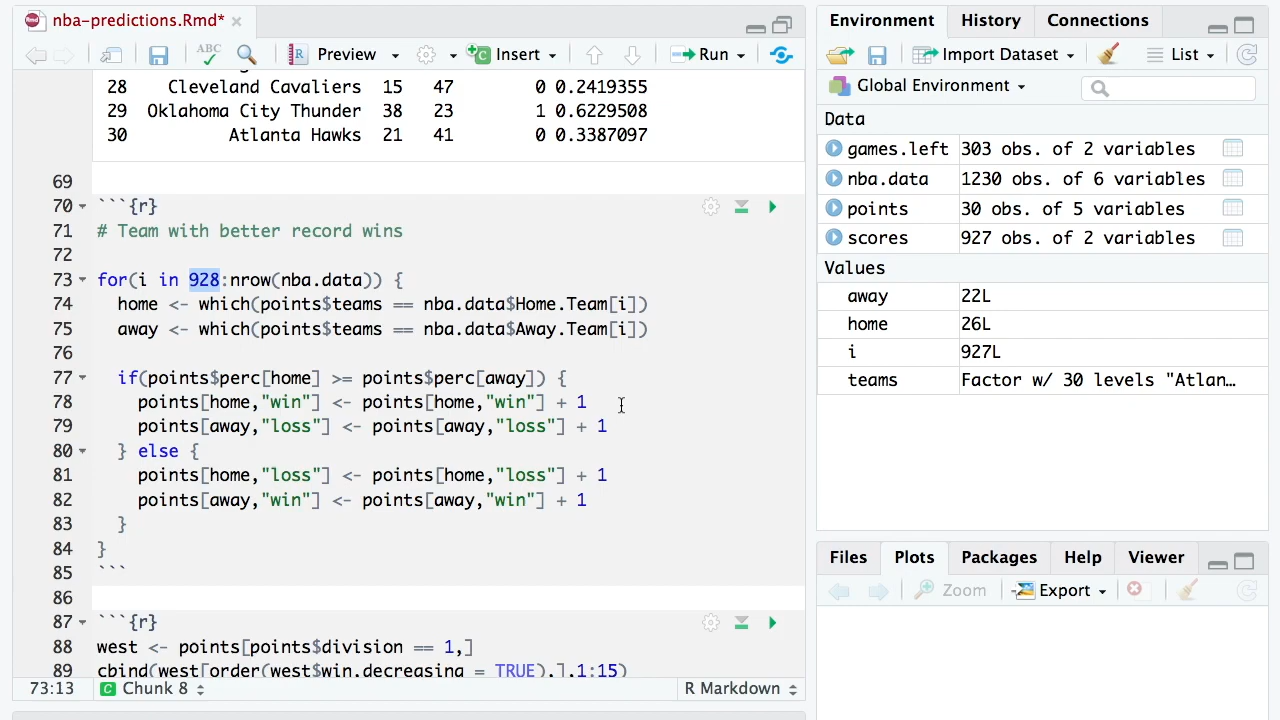 nba-predictions.Rmd* ×
ABC Preview Insert Run
28 Cleveland Cavaliers 15 47 0 0.2419355
29 Oklahoma City Thunder 38 23 1 0.6229508
30 Atlanta Hawks 21 41 0 0.3387097
69
70 ```{r}
71 # Team with better record wins
72
73 for(i in 928:nrow(nba.data)) {
74 home <- which(points$teams == nba.data$Home.Team[i])
75 away <- which(points$teams == nba.data$Away.Team[i])
76
77 if(points$perc[home] >= points$perc[away]) {
78 points[home,"win"] <- points[home,"win"] + 1
79 points[away,"loss"] <- points[away,"loss"] + 1
80 } else {
81 points[home,"loss"] <- points[home,"loss"] + 1
82 points[away,"win"] <- points[away,"win"] + 1
83 }
84 }
85 ```
86
87 ```{r}
88 west <- points[points$division == 1,]
89 cbind(west[order(west$win,decreasing = TRUE),],1:15)
73:13 C Chunk 8 R Markdown
Environment History Connections
Import Dataset List
Global Environment
Data
games.left 303 obs. of 2 variables
nba.data 1230 obs. of 6 variables
points 30 obs. of 5 variables
scores 927 obs. of 2 variables
Values
away 22L
home 26L
i 927L
teams Factor w/ 30 levels "Atlan…
Files Plots Packages Help Viewer
Zoom Export